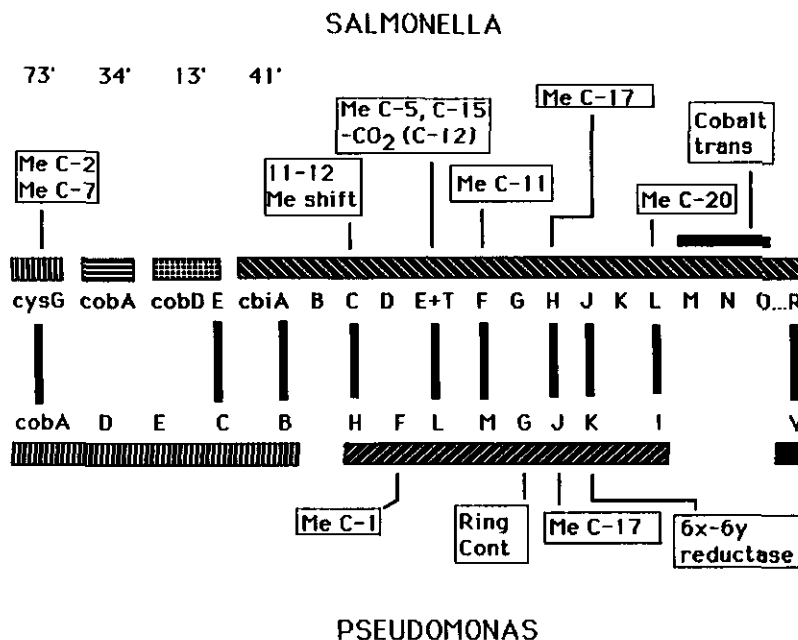 SALMONELLA
73' 34' 13' 41'
Me C-2
Me C-7
11-12
Me shift
Me C-5, C-15
-CO2 (C-12)
Me C-11
Me C-17
Me C-20
Cobalt
trans
cysG cobA cobD E cbiA B C D E+T F G H J K L M N O...R
cobA D E C B H F L M G J K I
Me C-1
Ring
Cont
Me C-17
6x-6y
reductase
PSEUDOMONAS